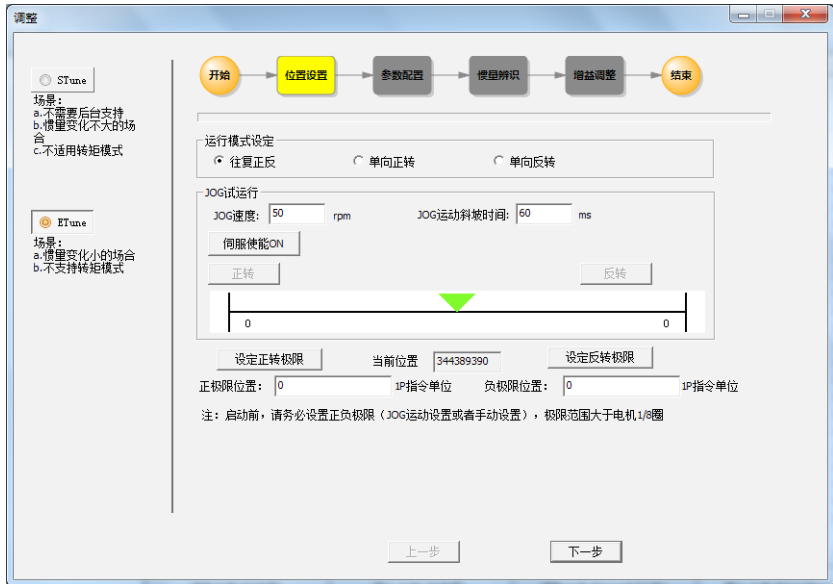 调整
STune
场景：
a.不需要后台支持
b.惯量变化不大的场
合
c.不适用转矩模式
ETune
场景：
a.惯量变化小的场合
b.不支持转矩模式
开始 位置设置 参数配置 惯量辨识 增益调整 结束
运行模式设定
往复正反 单向正转 单向反转
JOG试运行
JOG速度: 50 rpm JOG运动斜坡时间: 60 ms
伺服使能ON
正转 反转
0 0
设定正转极限 当前位置 344389390 设定反转极限
正极限位置: 0 1P指令单位 负极限位置: 0 1P指令单位
注: 启动前, 请务必设置正负极限 (JOG运动设置或者手动设置) , 极限范围大于电机1/8圈
上一步 下一步